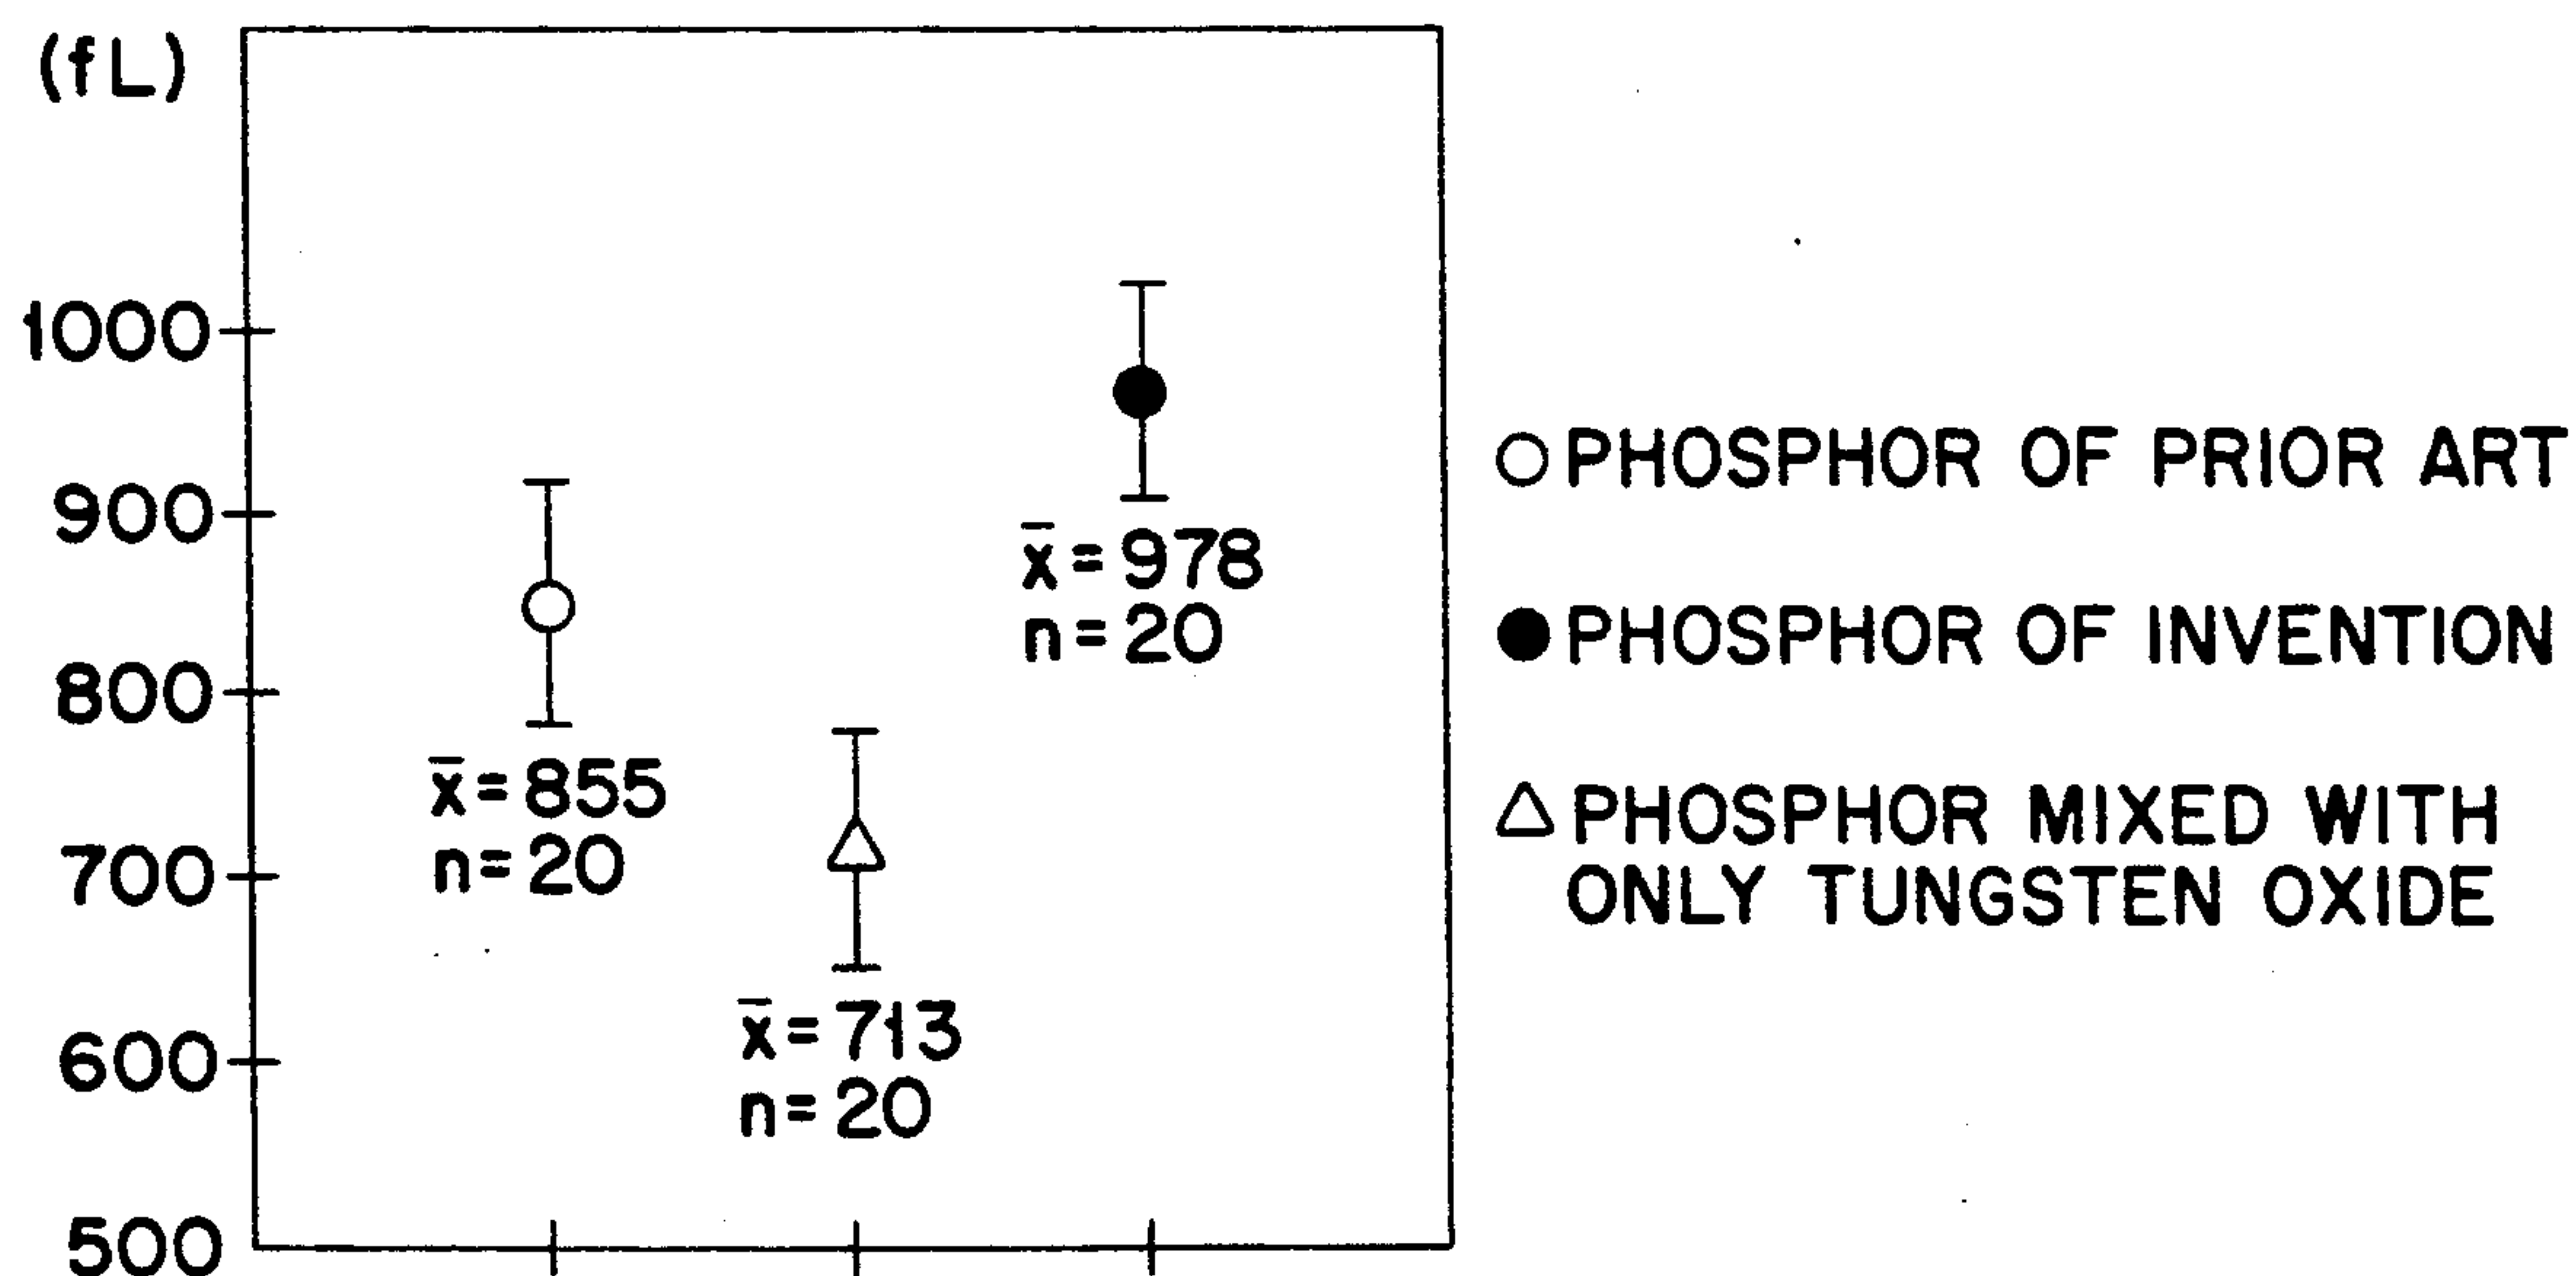 (fL)
1000
900
800
700
600
500
x̄=855
n=20
x̄=713
n=20
x̄=978
n=20
PHOSPHOR OF PRIOR ART
PHOSPHOR OF INVENTION
PHOSPHOR MIXED WITH
ONLY TUNGSTEN OXIDE